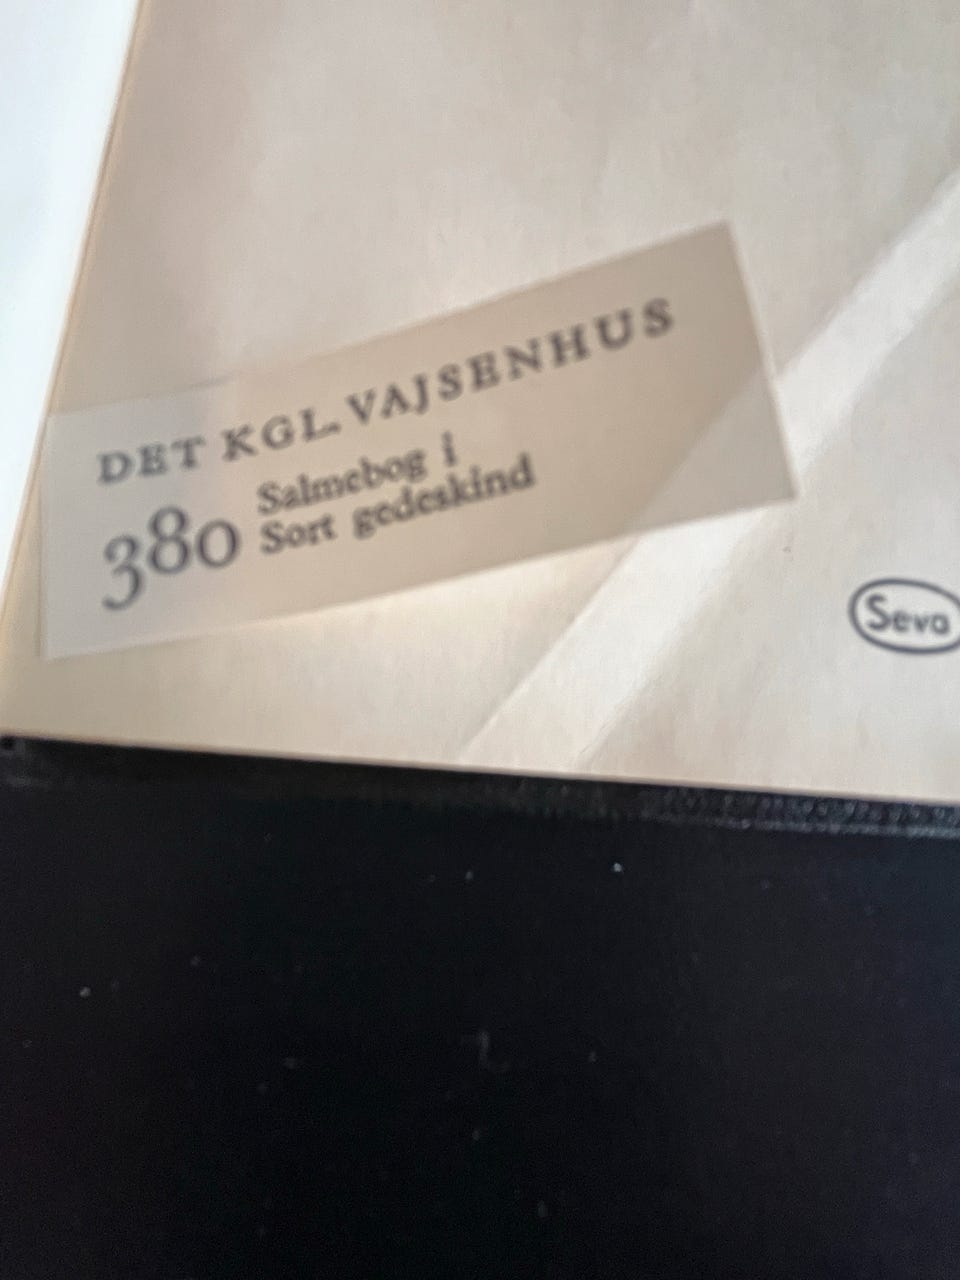 DET KGL. VAJSENHUS
380 Salmebog i
Sort gedeskind
Seva